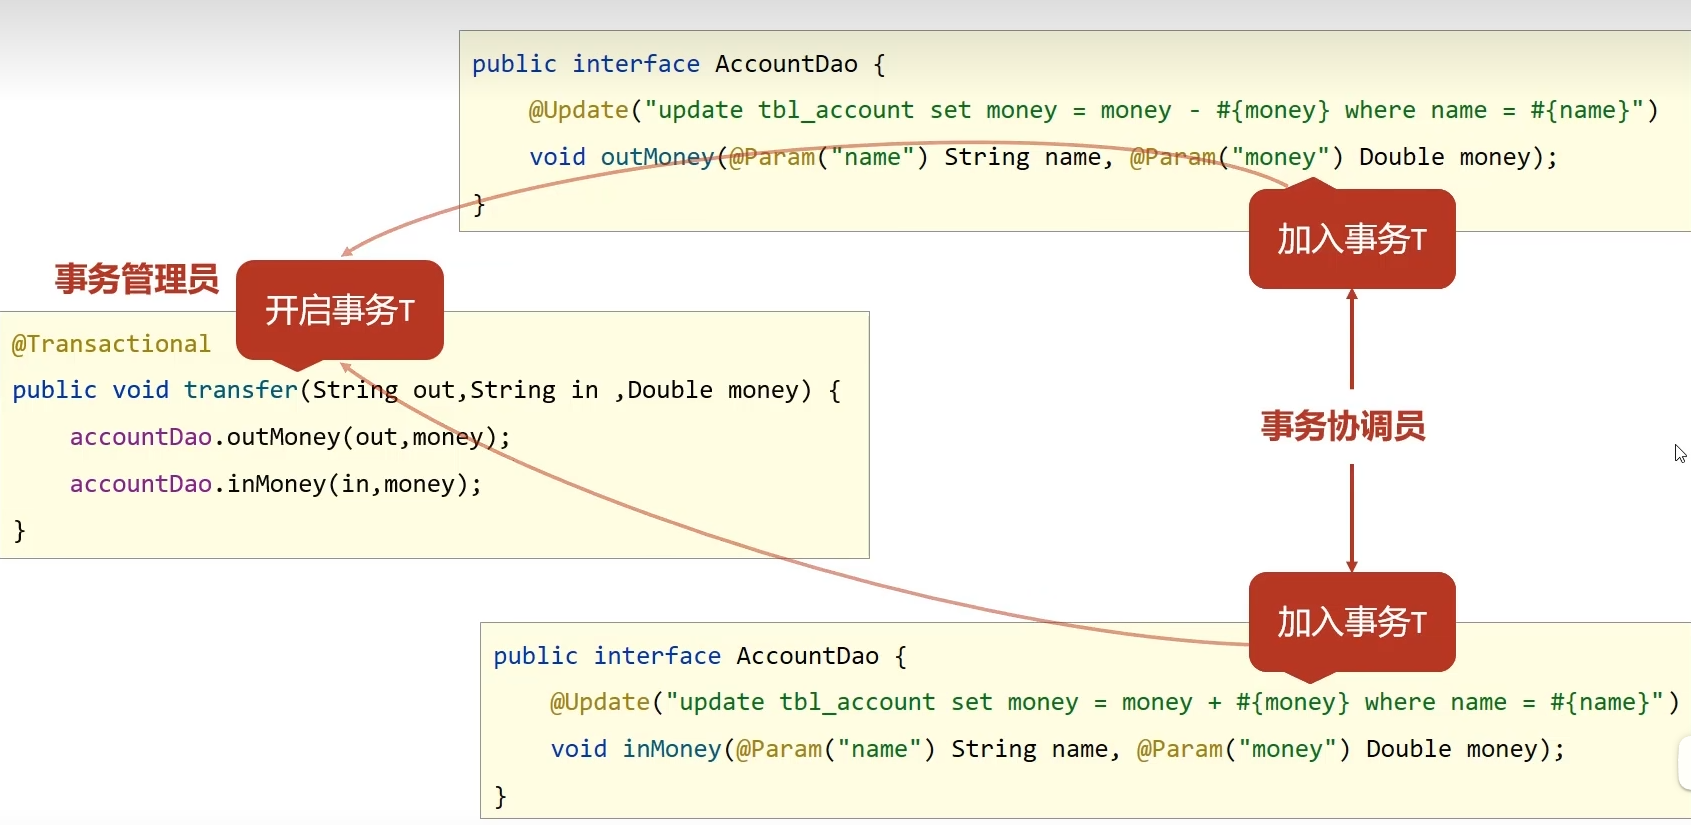 public interface AccountDao {
@Update("update tbl_account set money = money - #{money} where name = #{name}")
void outMoney(@Param("name") String name, @Param("money") Double money);
}
加入事务T
事务管理员
开启事务T
@Transactional
public void transfer(String out,String in ,Double money) {
accountDao.outMoney(out,money);
accountDao.inMoney(in,money);
}
事务协调员
加入事务T
public interface AccountDao {
@Update("update tbl_account set money = money + #{money} where name = #{name}")
void inMoney(@Param("name") String name, @Param("money") Double money);
}